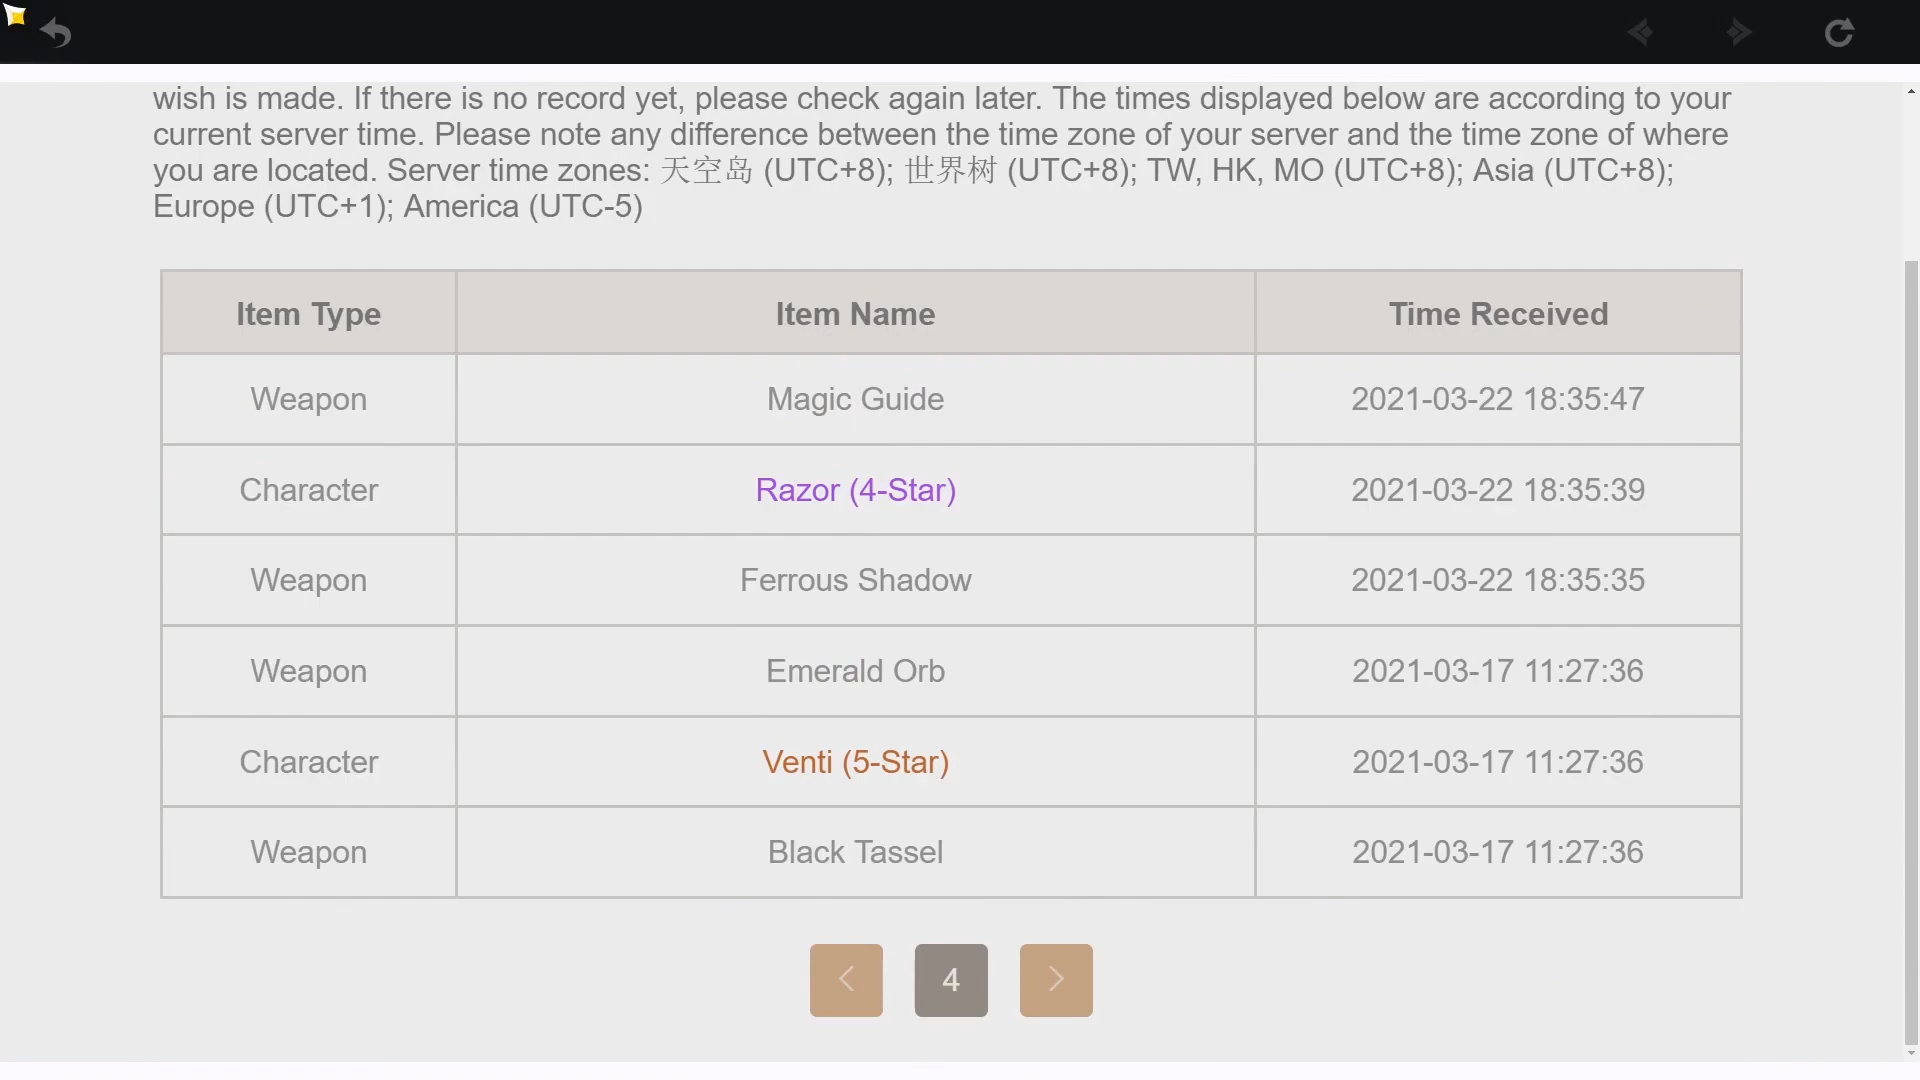 wish is made. If there is no record yet, please check again later. The times displayed below are according to your
current server time. Please note any difference between the time zone of your server and the time zone of where
you are located. Server time zones: 天空岛 (UTC+8); 世界树 (UTC+8); TW, HK, MO (UTC+8); Asia (UTC+8);
Europe (UTC+1); America (UTC-5)
Item Type Item Name Time Received
Weapon Magic Guide 2021-03-22 18:35:47
Character Razor (4-Star) 2021-03-22 18:35:39
Weapon Ferrous Shadow 2021-03-22 18:35:35
Weapon Emerald Orb 2021-03-17 11:27:36
Character Venti (5-Star) 2021-03-17 11:27:36
Weapon Black Tassel 2021-03-17 11:27:36
4